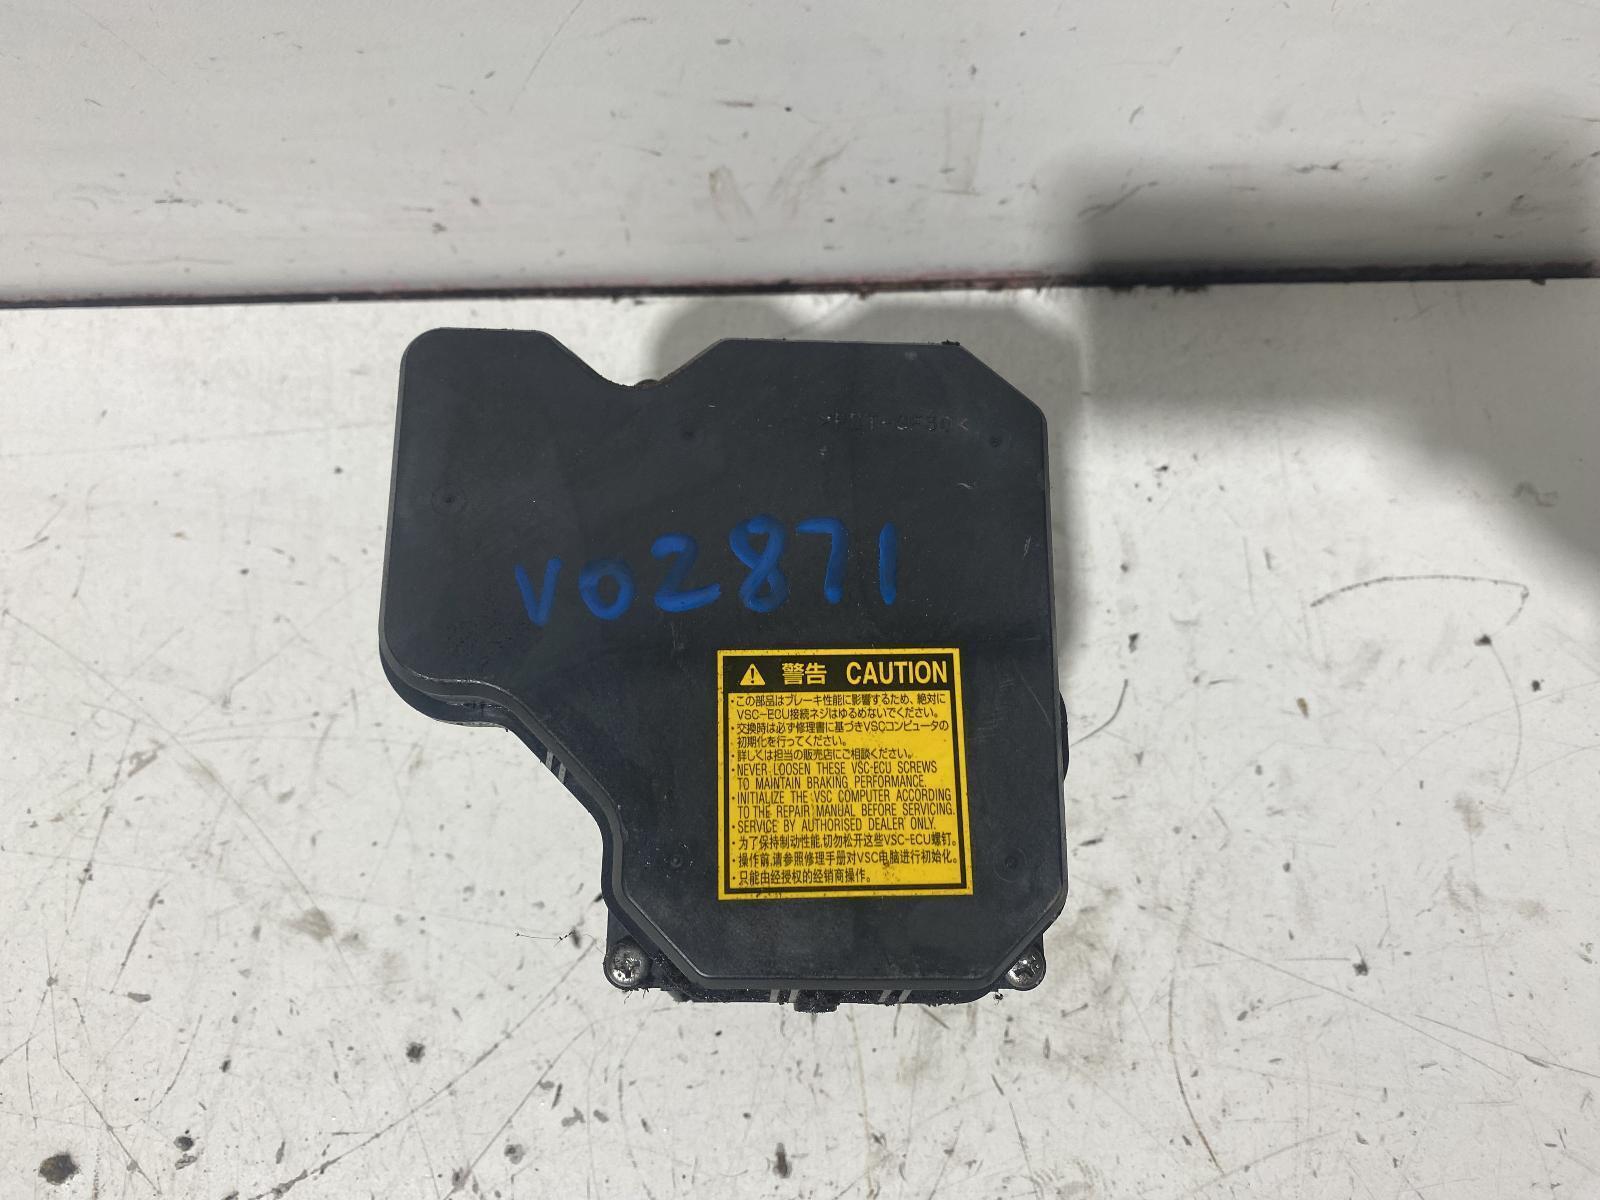 >PBT-GF30<
V02871
警告 CAUTION
・この部品はブレーキ性能に影響するため、絶対に
VSC-ECU接続ネジはゆるめないでください。
・交換時は必ず修理書に基づきVSCコンピュータの
初期化を行ってください。
・詳しくは担当の販売店にご相談ください。
・NEVER LOOSEN THESE VSC-ECU SCREWS
TO MAINTAIN BRAKING PERFORMANCE.
・INITIALIZE THE VSC COMPUTER ACCORDING
TO THE REPAIR MANUAL BEFORE SERVICING.
・SERVICE BY AUTHORISED DEALER ONLY.
・为了保持制动性能,切勿松开这些VSC-ECU螺钉。
・操作前,请参照修理手册对VSC电脑进行初始化。
・只能由经授权的经销商操作。